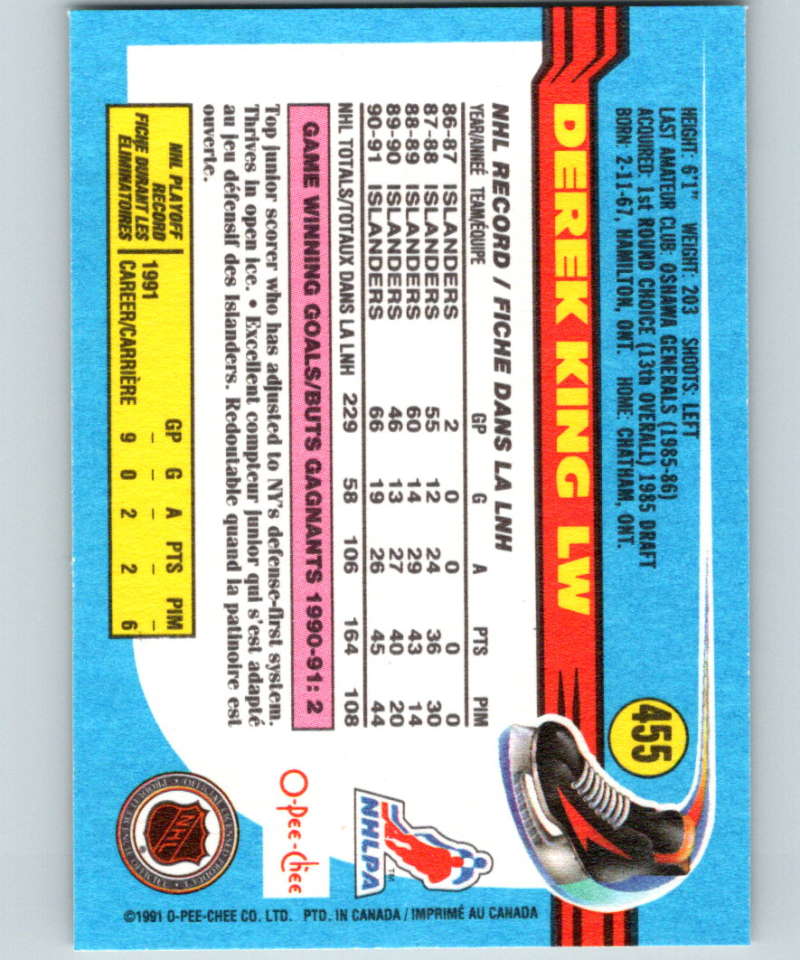 HEIGHT: 6'1" WEIGHT: 203 SHOOTS: LEFT
LAST AMATEUR CLUB: OSHAWA GENERALS (1985-86)
ACQUIRED: 1st ROUND CHOICE (13th OVERALL) 1985 DRAFT
BORN: 2-11-67, HAMILTON, ONT. HOME: CHATHAM, ONT.
455
DEREK KING LW
NHL RECORD / FICHE DANS LA LNH
YEAR/ANNÉE TEAM/ÉQUIPE GP G A PTS PIM
86-87 ISLANDERS 2 0 0 0 0
87-88 ISLANDERS 55 12 24 36 30
88-89 ISLANDERS 60 14 29 43 14
89-90 ISLANDERS 46 13 27 40 20
90-91 ISLANDERS 66 19 26 45 44
NHL TOTALS/TOTAUX DANS LA LNH 229 58 106 164 108
GAME WINNING GOALS/BUTS GAGNANTS 1990-91: 2
Top junior scorer who has adjusted to NY's defense-first system.
Thrives in open ice. • Excellent compteur junior qui s'est adapté
au jeu défensif des Islanders. Redoutable quand la patinoire est
ouverte.
NHL PLAYOFF
RECORD
FICHE DURANT LES
ÉLIMINATOIRES
GP G A PTS PIM
1991 – – – – –
CAREER/CARRIÈRE 9 0 2 2 6
NHLPA
TM
O-Pee-Chee
NHL
®
©1991 O-PEE-CHEE CO. LTD. PTD. IN CANADA / IMPRIMÉ AU CANADA